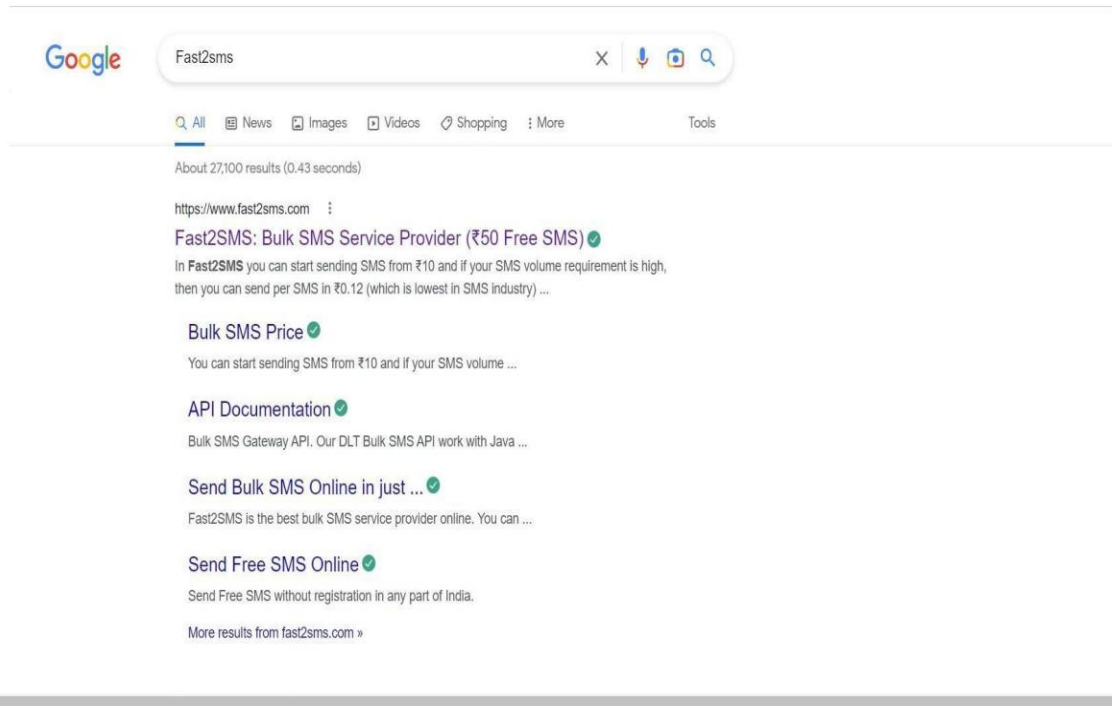 Google
Fast2sms
All News Images Videos Shopping More Tools
About 27,100 results (0.43 seconds)
https://www.fast2sms.com
Fast2SMS: Bulk SMS Service Provider (₹50 Free SMS)
In Fast2SMS you can start sending SMS from ₹10 and if your SMS volume requirement is high,
then you can send per SMS in ₹0.12 (which is lowest in SMS industry) ...
Bulk SMS Price
You can start sending SMS from ₹10 and if your SMS volume ...
API Documentation
Bulk SMS Gateway API. Our DLT Bulk SMS API work with Java ...
Send Bulk SMS Online in just ...
Fast2SMS is the best bulk SMS service provider online. You can ...
Send Free SMS Online
Send Free SMS without registration in any part of India.
More results from fast2sms.com »